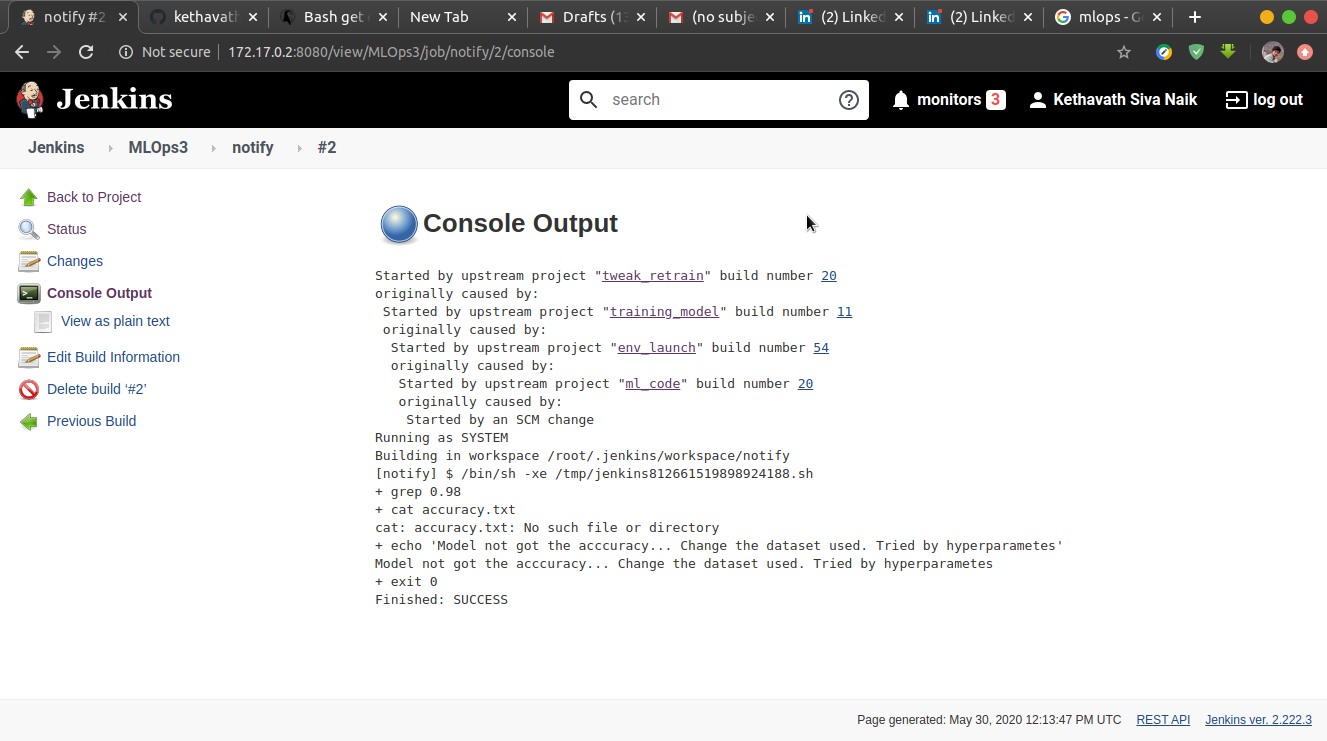 notify #2
kethavath
Bash get
New Tab
Drafts (13
(no subje
(2) Linked
(2) Linked
mlops - G
Not secure
172.17.0.2:8080/view/MLOps3/job/notify/2/console
Jenkins
search
monitors 3
Kethavath Siva Naik
log out
Jenkins
MLOps3
notify
#2
Back to Project
Status
Changes
Console Output
View as plain text
Edit Build Information
Delete build ‘#2’
Previous Build
Console Output
Started by upstream project "tweak_retrain" build number 20
originally caused by:
Started by upstream project "training_model" build number 11
originally caused by:
Started by upstream project "env_launch" build number 54
originally caused by:
Started by upstream project "ml_code" build number 20
originally caused by:
Started by an SCM change
Running as SYSTEM
Building in workspace /root/.jenkins/workspace/notify
[notify] $ /bin/sh -xe /tmp/jenkins812661519898924188.sh
+ grep 0.98
+ cat accuracy.txt
cat: accuracy.txt: No such file or directory
+ echo 'Model not got the acccuracy... Change the dataset used. Tried by hyperparametes'
Model not got the acccuracy... Change the dataset used. Tried by hyperparametes
+ exit 0
Finished: SUCCESS
Page generated: May 30, 2020 12:13:47 PM UTC
REST API
Jenkins ver. 2.222.3